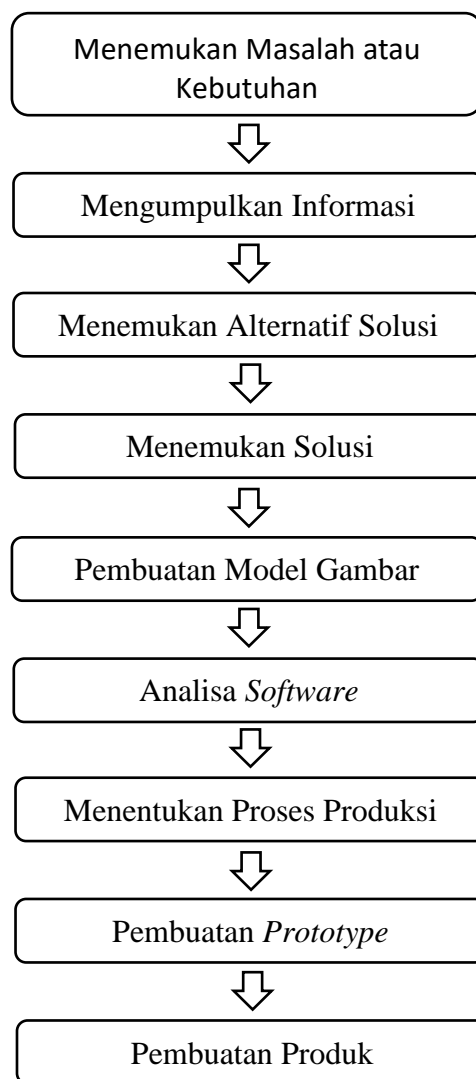 Menemukan Masalah atau
Kebutuhan
Mengumpulkan Informasi
Menemukan Alternatif Solusi
Menemukan Solusi
Pembuatan Model Gambar
Analisa Software
Menentukan Proses Produksi
Pembuatan Prototype
Pembuatan Produk